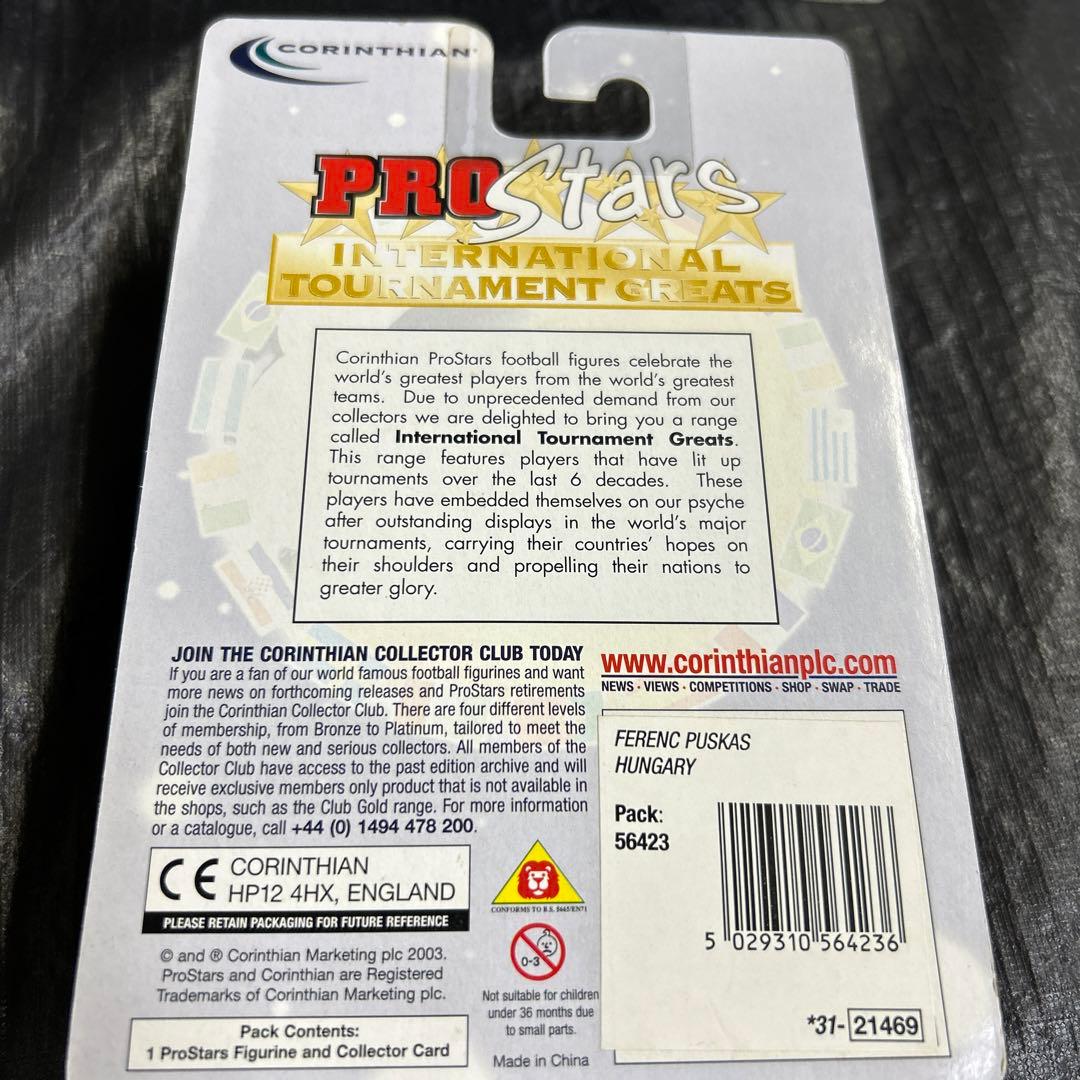 CORINTHIAN
PROStars
INTERNATIONAL
TOURNAMENT GREATS
Corinthian ProStars football figures celebrate the
world's greatest players from the world's greatest
teams. Due to unprecedented demand from our
collectors we are delighted to bring you a range
called International Tournament Greats.
This range features players that have lit up
tournaments over the last 6 decades. These
players have embedded themselves on our psyche
after outstanding displays in the world's major
tournaments, carrying their countries' hopes on
their shoulders and propelling their nations to
greater glory.
JOIN THE CORINTHIAN COLLECTOR CLUB TODAY
If you are a fan of our world famous football figurines and want
more news on forthcoming releases and ProStars retirements
join the Corinthian Collector Club. There are four different levels
of membership, from Bronze to Platinum, tailored to meet the
needs of both new and serious collectors. All members of the
Collector Club have access to the past edition archive and will
receive exclusive members only product that is not available in
the shops, such as the Club Gold range. For more information
or a catalogue, call +44 (0) 1494 478 200.
CE CORINTHIAN
HP12 4HX, ENGLAND
PLEASE RETAIN PACKAGING FOR FUTURE REFERENCE
© and ® Corinthian Marketing plc 2003.
ProStars and Corinthian are Registered
Trademarks of Corinthian Marketing plc.
Pack Contents:
1 ProStars Figurine and Collector Card
CONFORMS TO B.S. 5665/EN71
0-3
Not suitable for children
under 36 months due
to small parts.
Made in China
www.corinthianplc.com
NEWS · VIEWS · COMPETITIONS · SHOP · SWAP · TRADE
FERENC PUSKAS
HUNGARY
Pack:
56423
5 029310 564236
*31-21469